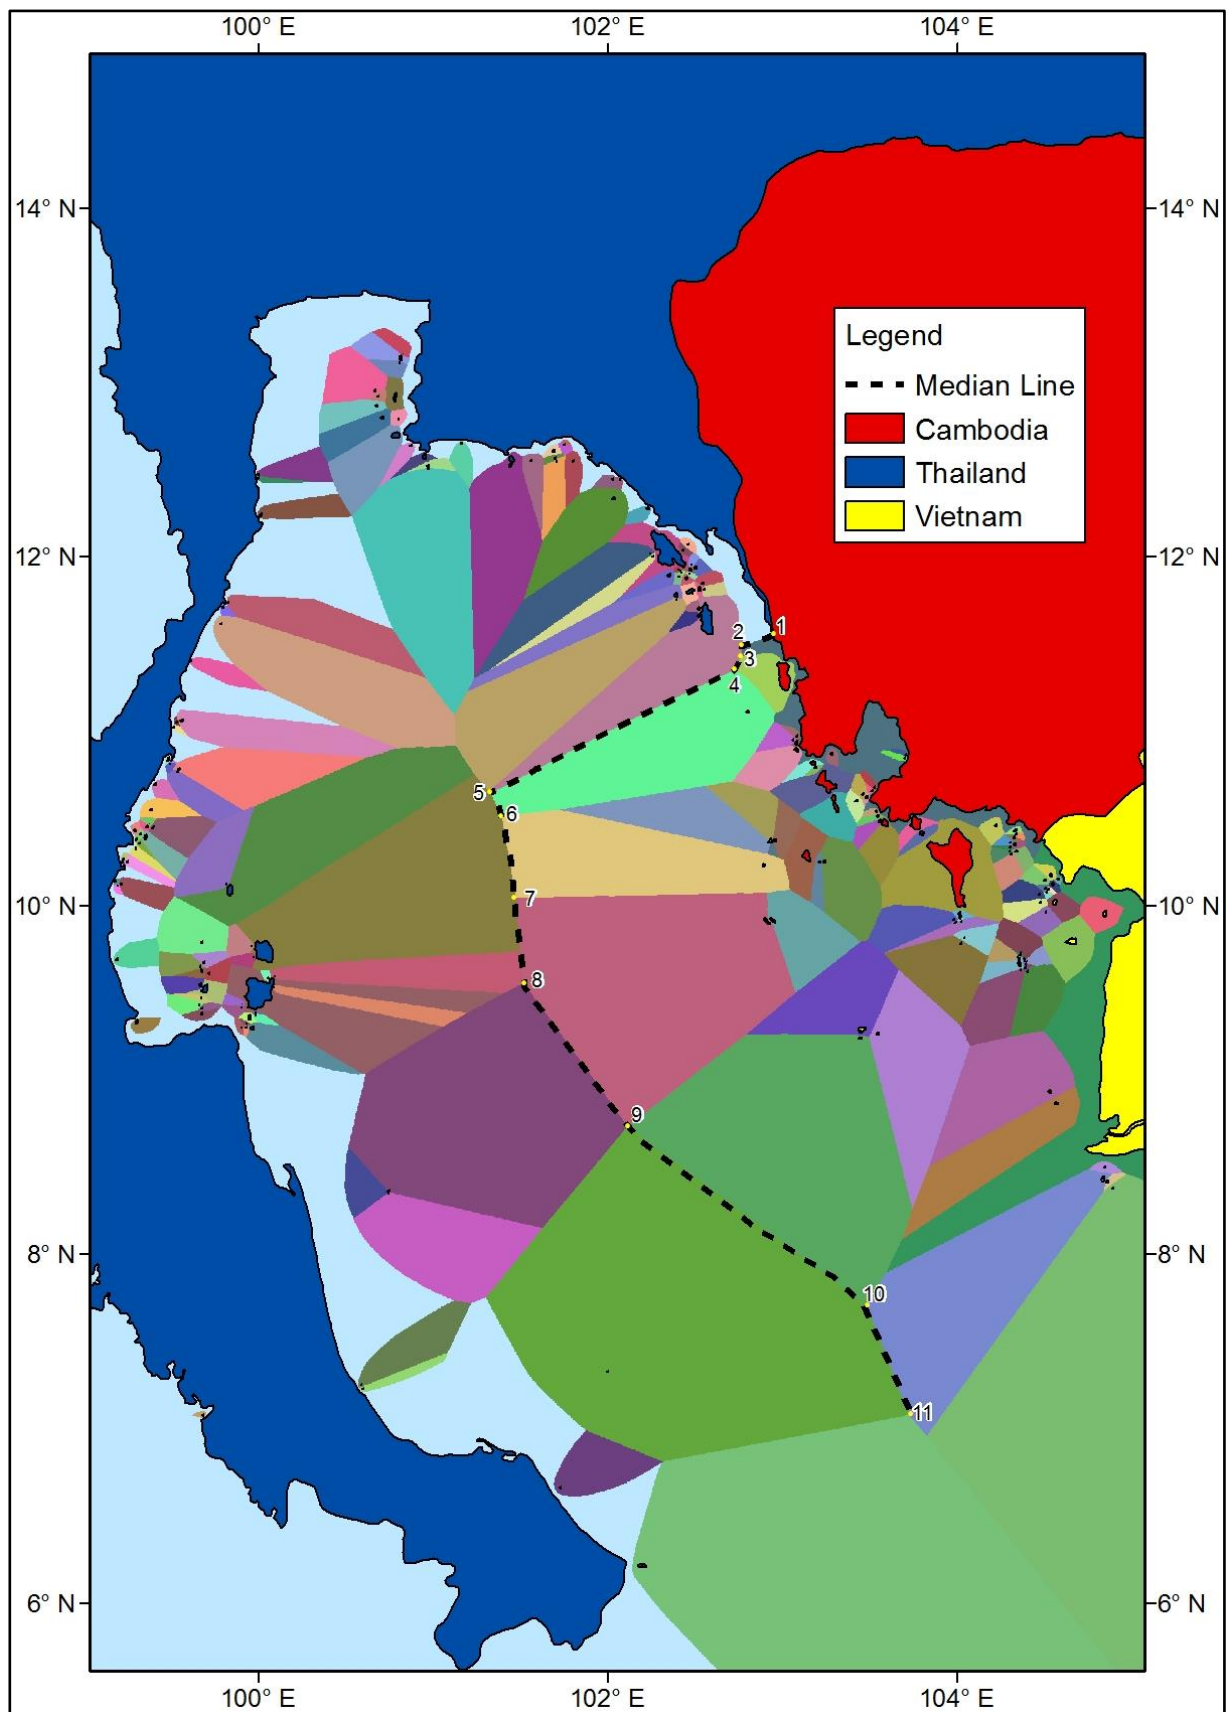 100° E
102° E
104° E
14° N
14° N
Legend
Median Line
Cambodia
Thailand
Vietnam
12° N
12° N
1
2
3
4
5
6
10° N
10° N
7
8
9
8° N
8° N
10
11
6° N
6° N
100° E
102° E
104° E